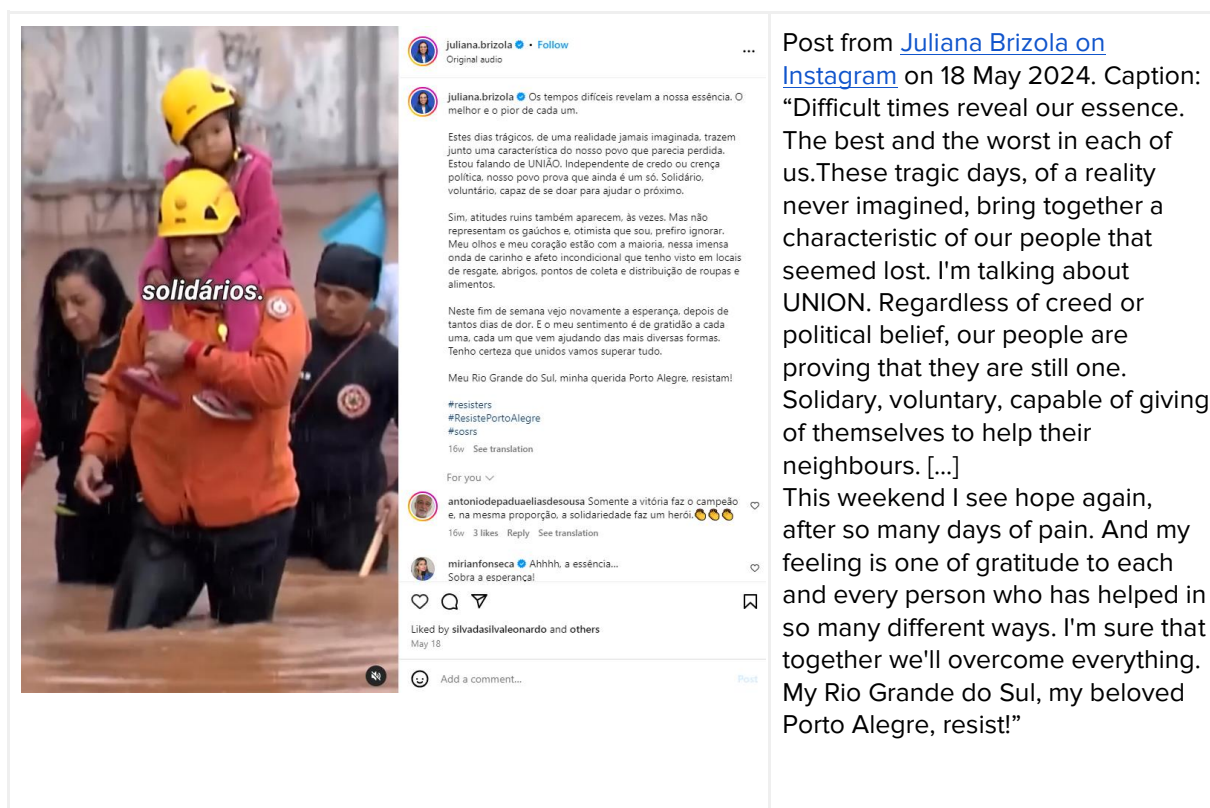 solidários.
juliana.brizola • Follow
Original audio
juliana.brizola Os tempos difíceis revelam a nossa essência. O
melhor e o pior de cada um.
Estes dias trágicos, de uma realidade jamais imaginada, trazem
junto uma característica do nosso povo que parecia perdida.
Estou falando de UNIÃO. Independente de credo ou crença
política, nosso povo prova que ainda é um só. Solidário,
voluntário, capaz de se doar para ajudar o próximo.
Sim, atitudes ruins também aparecem, às vezes. Mas não
representam os gaúchos e, otimista que sou, prefiro ignorar.
Meu olhos e meu coração estão com a maioria, nessa imensa
onda de carinho e afeto incondicional que tenho visto em locais
de resgate, abrigos, pontos de coleta e distribuição de roupas e
alimentos.
Neste fim de semana vejo novamente a esperança, depois de
tantos dias de dor. E o meu sentimento é de gratidão a cada
uma, cada um que vem ajudando das mais diversas formas.
Tenho certeza que unidos vamos superar tudo.
Meu Rio Grande do Sul, minha querida Porto Alegre, resistam!
#resisters
#ResistePortoAlegre
#sosrs
16w See translation
For you
antoniodepaduaeliasdesousa Somente a vitória faz o campeão
e, na mesma proporção, a solidariedade faz um herói.👏👏👏
16w 3 likes Reply See translation
mirianfonseca Ahhhh, a essência...
Sobra a esperança!
Liked by silvadasilvaleonardo and others
May 18
Add a comment...
Post
Post from Juliana Brizola on
Instagram on 18 May 2024. Caption:
“Difficult times reveal our essence.
The best and the worst in each of
us.These tragic days, of a reality
never imagined, bring together a
characteristic of our people that
seemed lost. I'm talking about
UNION. Regardless of creed or
political belief, our people are
proving that they are still one.
Solidary, voluntary, capable of giving
of themselves to help their
neighbours. [...]
This weekend I see hope again,
after so many days of pain. And my
feeling is one of gratitude to each
and every person who has helped in
so many different ways. I'm sure that
together we'll overcome everything.
My Rio Grande do Sul, my beloved
Porto Alegre, resist!”